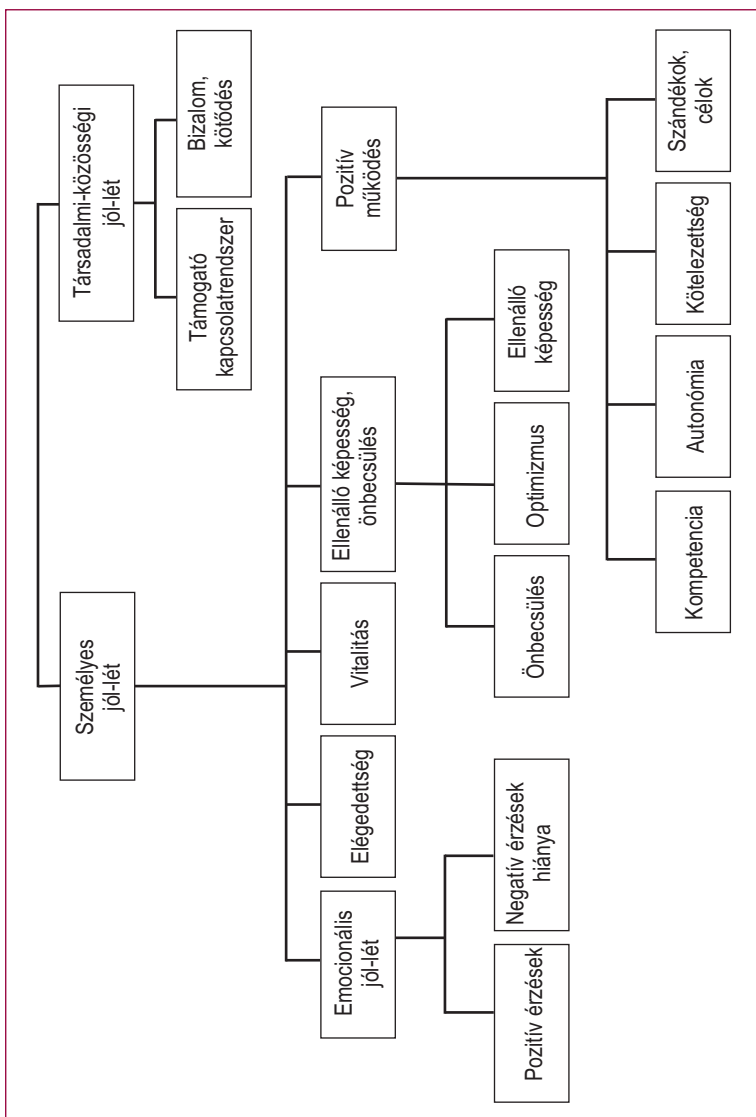 Személyes
jól-lét
Társadalmi-közösségi
jól-lét
Támogató
kapcsolatrendszer
Bizalom,
kötődés
Emocionális
jól-lét
Elégedettség
Vitalitás
Ellenálló képesség,
önbecsülés
Pozitív
működés
Pozitív érzések
Negatív érzések
hiánya
Önbecsülés
Optimizmus
Ellenálló
képesség
Kompetencia
Autonómia
Kötelezettség
Szándékok,
célok